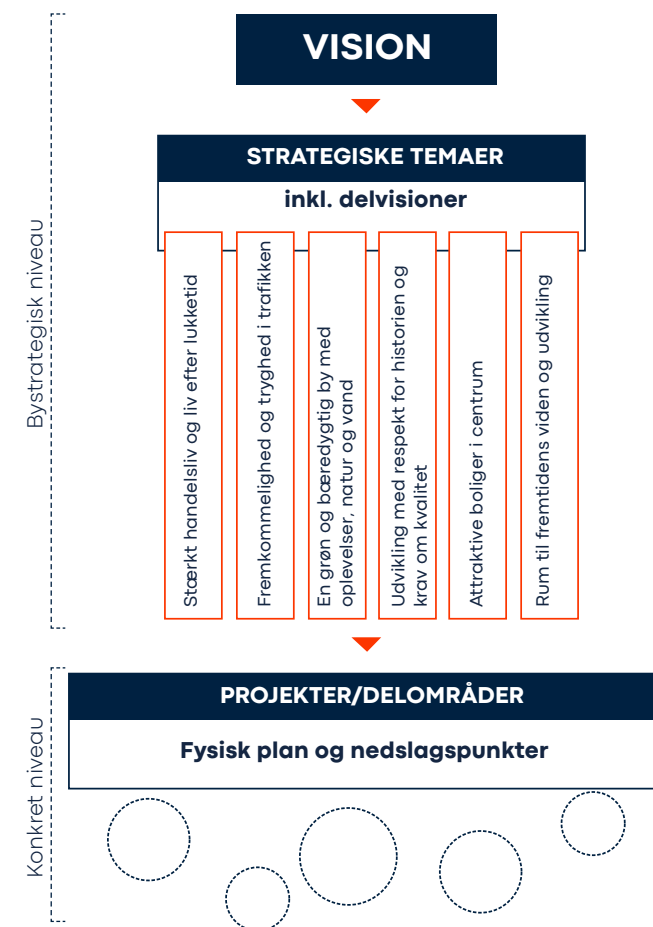 VISION
STRATEGISKE TEMAER
inkl. delvisioner
Bystrategisk niveau
Stærkt handelsliv og liv efter lukketid
Fremkommelighed og tryghed i trafikken
En grøn og bæredygtig by med
oplevelser, natur og vand
Udvikling med respekt for historien og
krav om kvalitet
Attraktive boliger i centrum
Rum til fremtidens viden og udvikling
Konkret niveau
PROJEKTER/DELOMRÅDER
Fysisk plan og nedslagspunkter